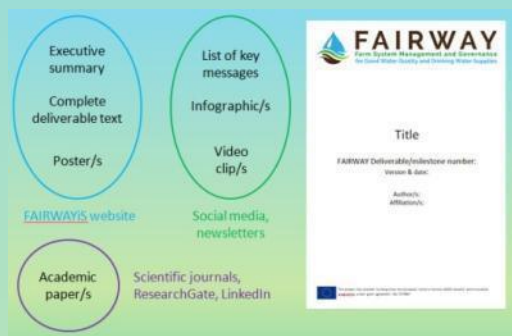 Executive
summary
Complete
deliverable text
Poster/s
FAIRWAYiS website
List of key
messages
Infographic/s
Video
clip/s
Social media,
newsletters
Academic
paper/s
Scientific journals,
ResearchGate, LinkedIn
FAIRWAY
Farm System Management and Governance
for Good Water Quality and Drinking Water Supplies
Title
FAIRWAY Deliverable/milestone number:
Version & date:
Author/s:
Affiliation/s: